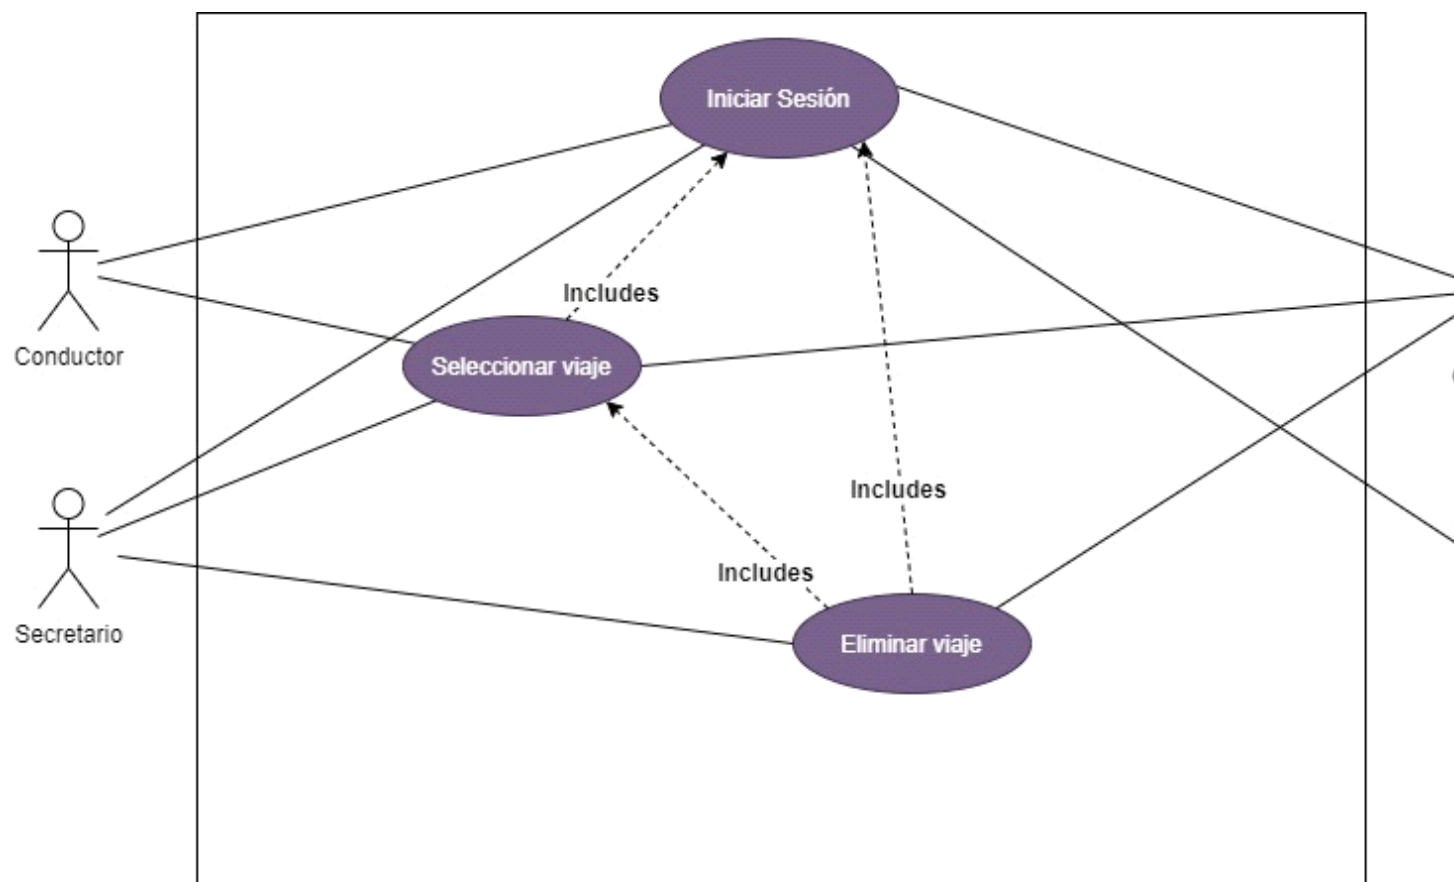 Iniciar Sesión
Includes
Conductor
Seleccionar viaje
Includes
Includes
Secretario
Eliminar viaje